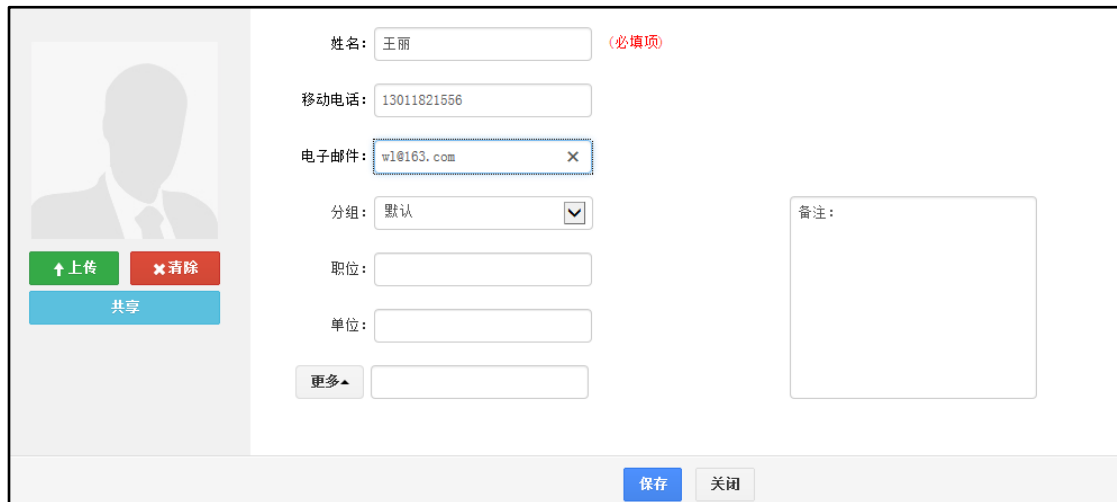 姓名： 王丽 (必填项)
移动电话： 13011821556
电子邮件： wl@163.com
分组： 默认
备注：
上传 清除
职位：
共享
单位：
更多
保存 关闭